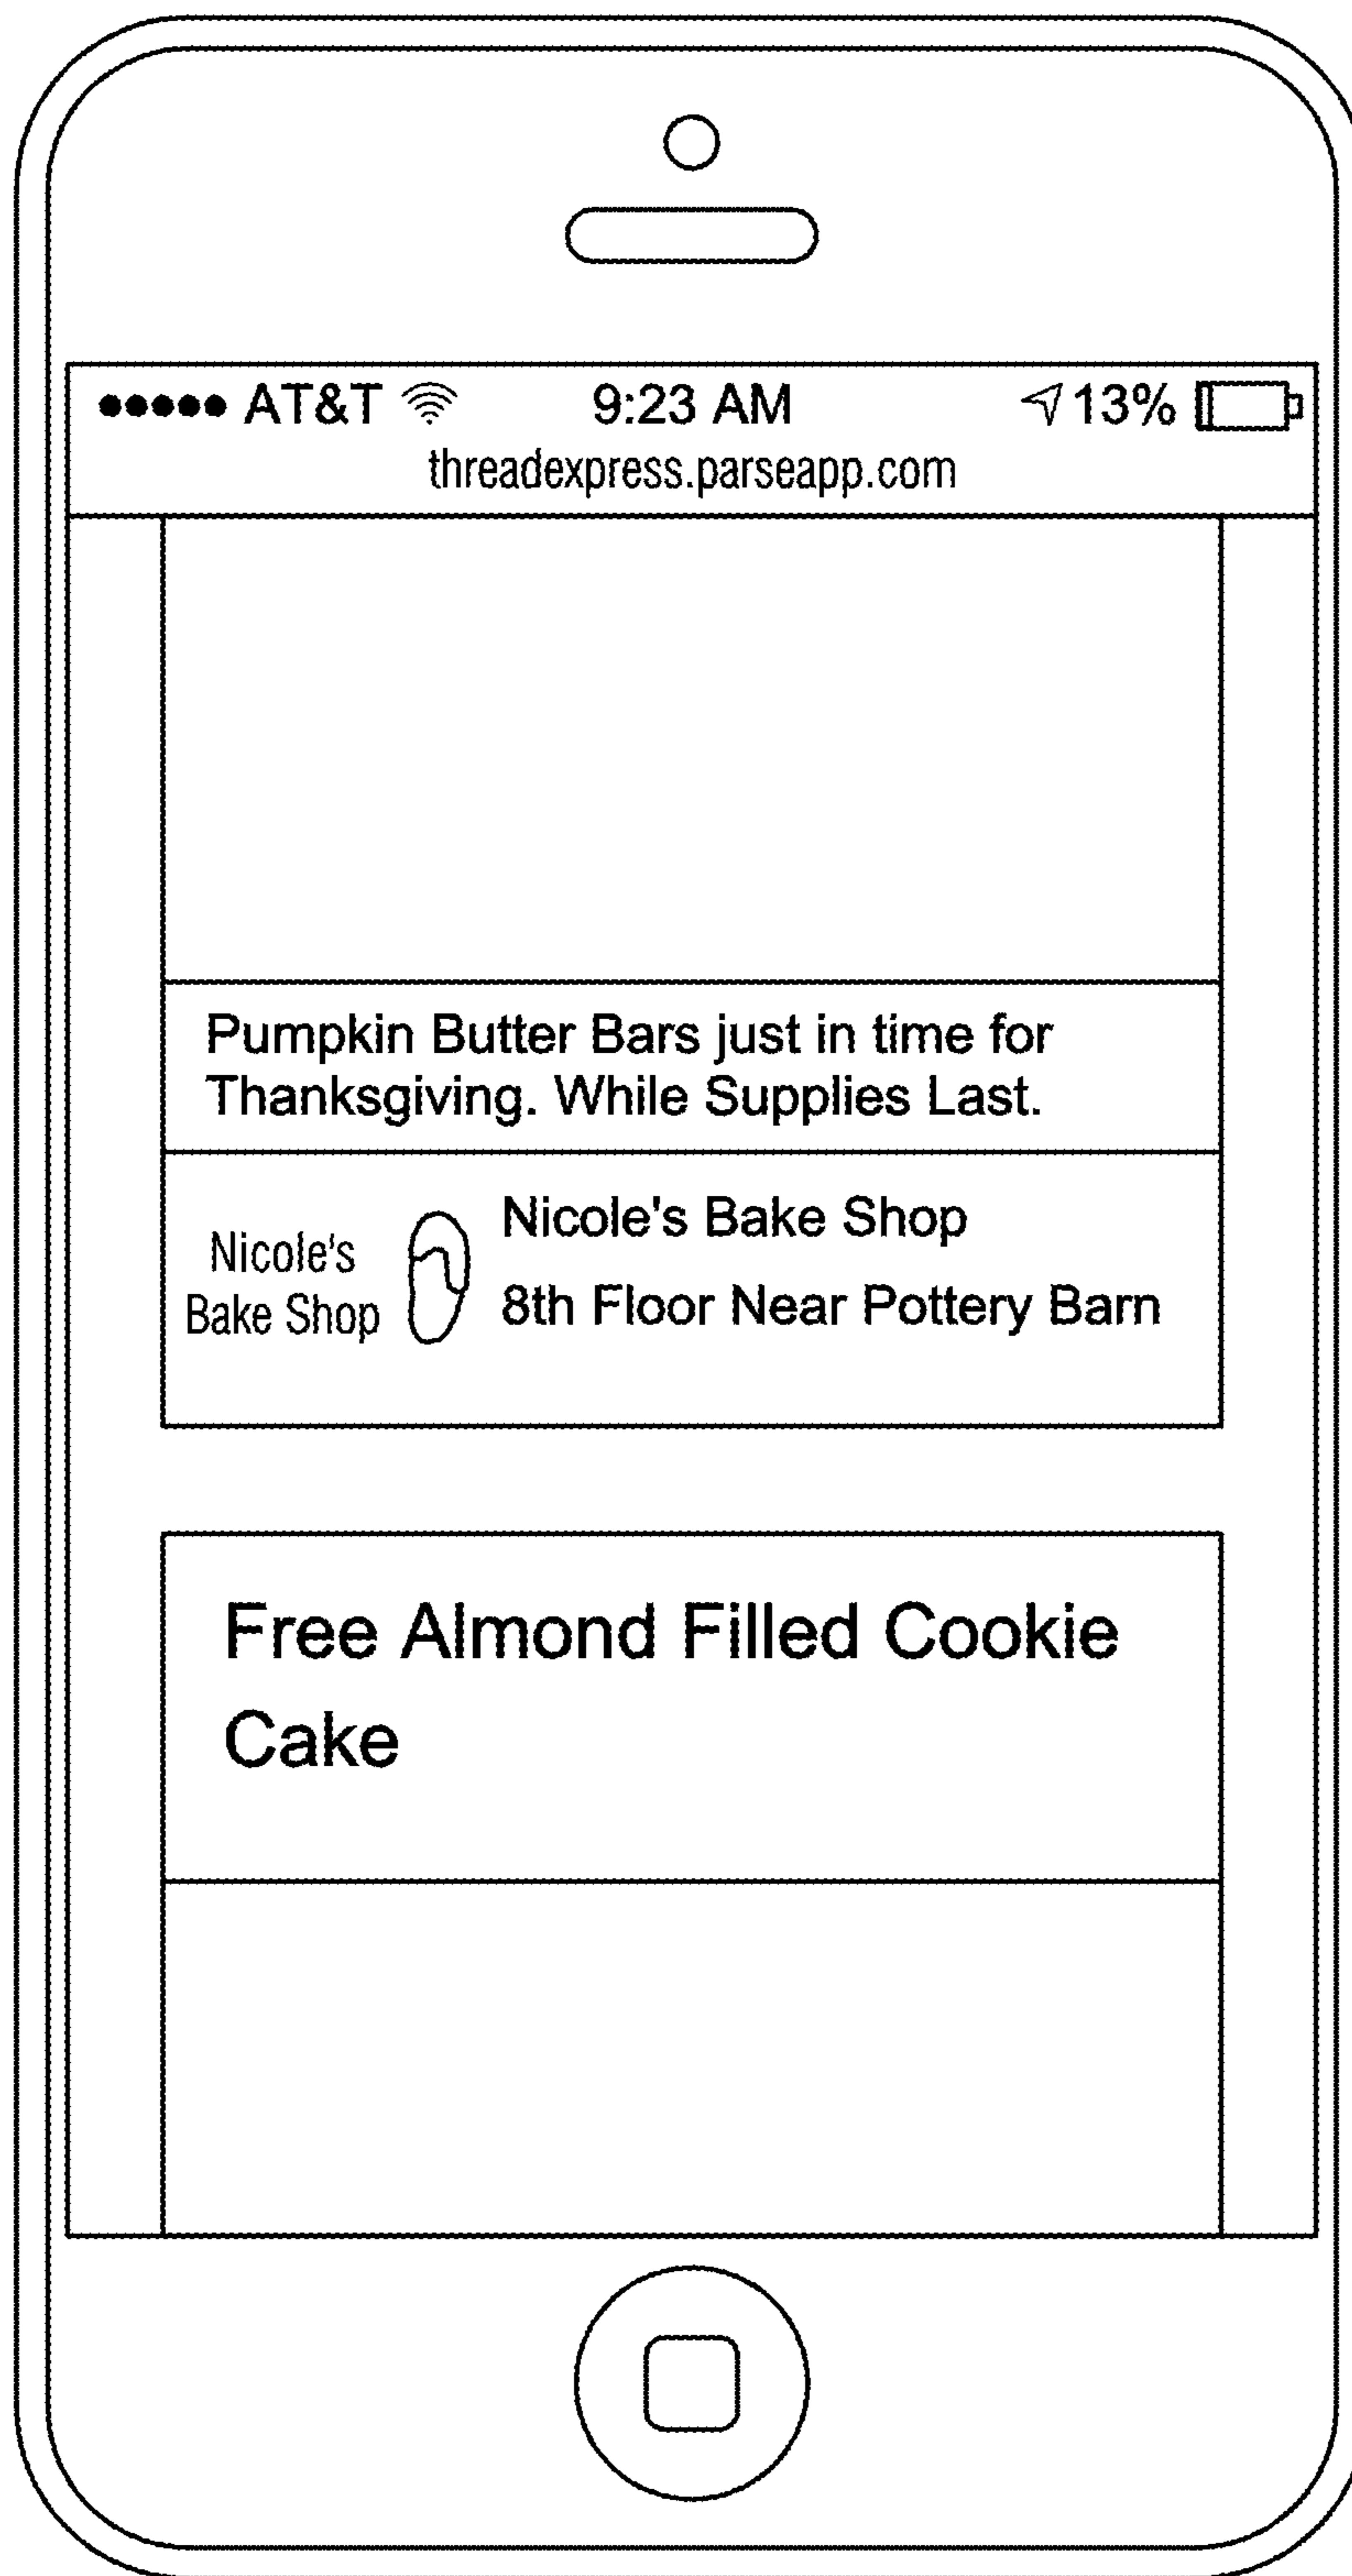 ●●●●● AT&T 9:23 AM 13%
threadexpress.parseapp.com
Pumpkin Butter Bars just in time for
Thanksgiving. While Supplies Last.
Nicole's
Bake Shop
Nicole's Bake Shop
8th Floor Near Pottery Barn
Free Almond Filled Cookie
Cake